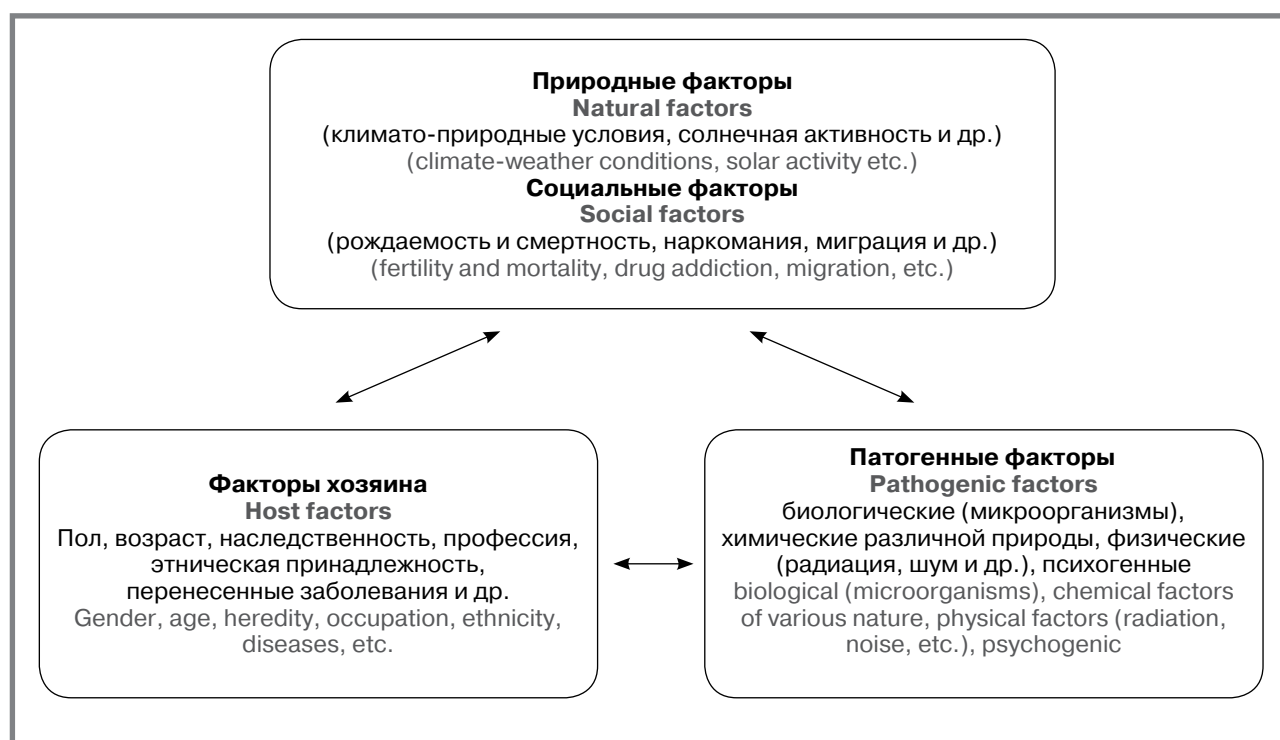 Природные факторы
Natural factors
(климато-природные условия, солнечная активность и др.)
(climate-weather conditions, solar activity etc.)
Социальные факторы
Social factors
(рождаемость и смертность, наркомания, миграция и др.)
(fertility and mortality, drug addiction, migration, etc.)
Факторы хозяина
Host factors
Пол, возраст, наследственность, профессия,
этническая принадлежность,
перенесенные заболевания и др.
Gender, age, heredity, occupation, ethnicity,
diseases, etc.
Патогенные факторы
Pathogenic factors
биологические (микроорганизмы),
химические различной природы, физические
(радиация, шум и др.), психогенные
biological (microorganisms), chemical factors
of various nature, physical factors (radiation,
noise, etc.), psychogenic